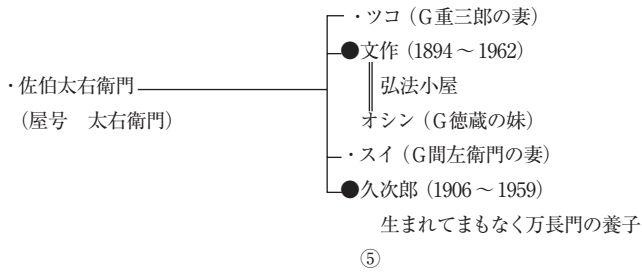 ・ツコ（G重三郎の妻）
●文作（1894～1962）
・佐伯太右衛門
弘法小屋
（屋号　太右衛門）
オシン（G徳蔵の妹）
・スイ（G間左衛門の妻）
●久次郎（1906～1959）
生まれてまもなく万長門の養子
⑤